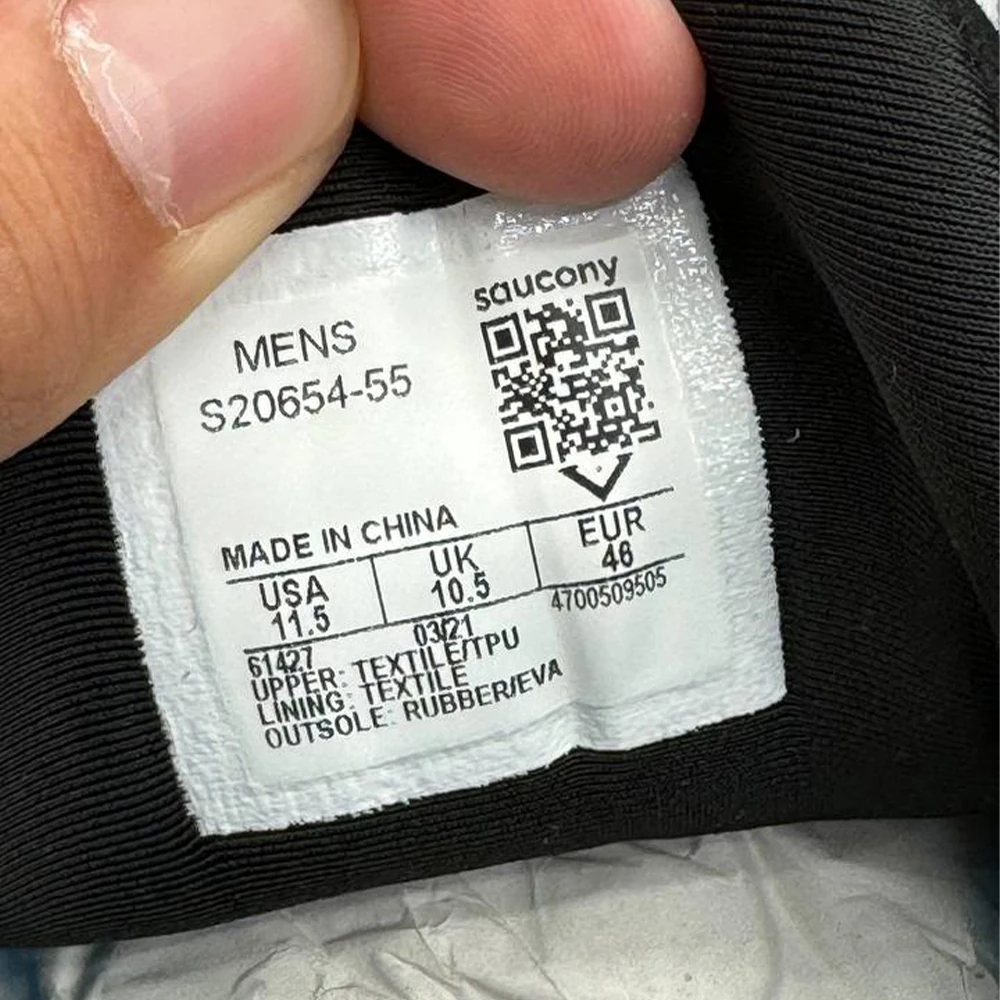 saucony
MENS
S20654-55
MADE IN CHINA
USA UK EUR
11.5 10.5 46
61427 03/21 4700509505
UPPER: TEXTILE/TPU
LINING: TEXTILE
OUTSOLE: RUBBER/EVA